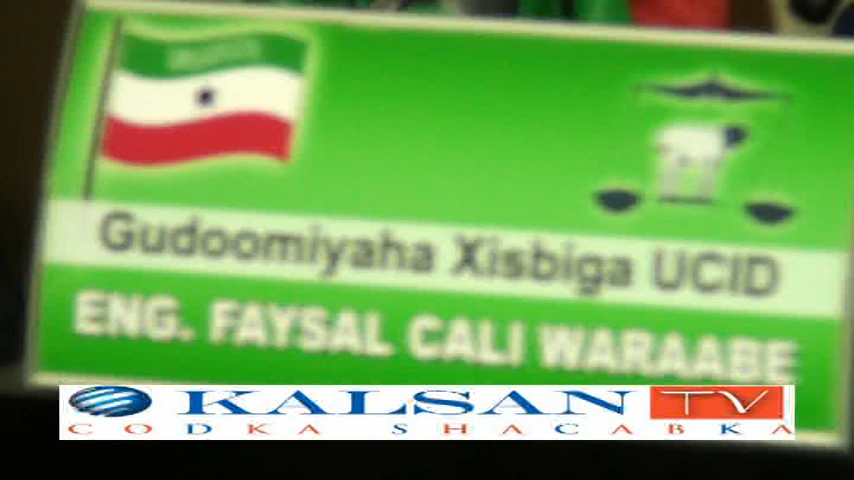 Gudoomiyaha Xisbiga UCID
ENG. FAYSAL CALI WARAABE
KALSAN TV
CODKA SHACABKA